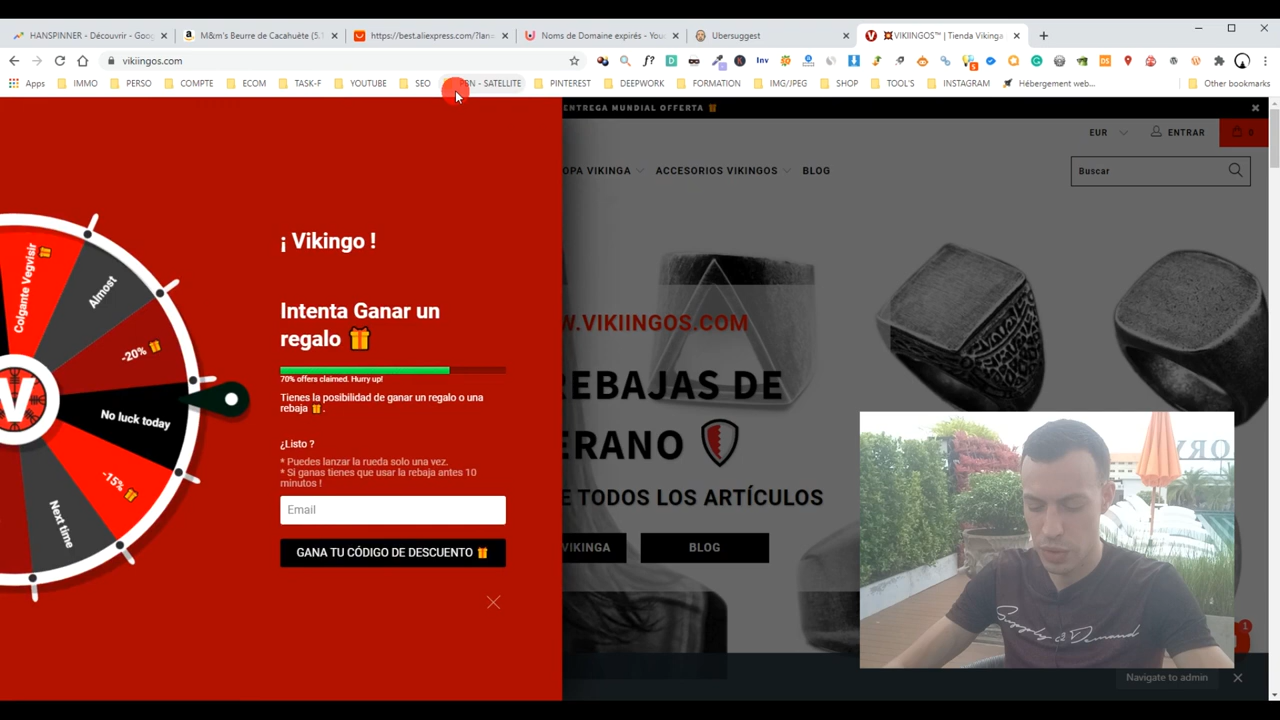 HANSPINNER - Découvrir - Goog
M&m's Beurre de Cacahuète (5.1
https://best.aliexpress.com/?lan
Noms de Domaine expirés - You
Ubersuggest
VIKIINGOS™ | Tienda Vikinga
vikiingos.com
Apps
IMMO
PERSO
COMPTE
ECOM
TASK-F
YOUTUBE
SEO
PBN - SATELLITE
PINTEREST
DEEPWORK
FORMATION
IMG/JPEG
SHOP
TOOL'S
INSTAGRAM
Hébergement web...
Other bookmarks
ENTREGA MUNDIAL OFFERTA
EUR
ENTRAR
0
OPA VIKINGA
ACCESORIOS VIKINGOS
BLOG
Buscar
¡ Vikingo !
Intenta Ganar un
regalo
70% offers claimed. Hurry up!
Tienes la posibilidad de ganar un regalo o una
rebaja .
¿Listo ?
* Puedes lanzar la rueda solo una vez.
* Si ganas tienes que usar la rebaja antes 10
minutos !
Email
GANA TU CÓDIGO DE DESCUENTO
Colgante Vegvisir
Almost
-20%
No luck today
-15%
Next time
V
W.VIKIINGOS.COM
REBAJAS DE
ERANO
E TODOS LOS ARTÍCULOS
VIKINGA
BLOG
1
Navigate to admin